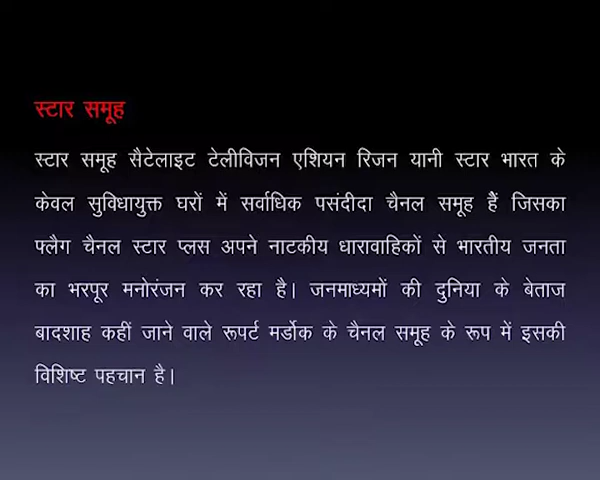 स्टार समूह
स्टार समूह सैटेलाइट टेलीविजन एशियन रिजन यानी स्टार भारत के
केवल सुविधायुक्त घरों में सर्वाधिक पसंदीदा चैनल समूह हैं जिसका
फ्लैग चैनल स्टार प्लस अपने नाटकीय धारावाहिकों से भारतीय जनता
का भरपूर मनोरंजन कर रहा है। जनमाध्यमों की दुनिया के बेताज
बादशाह कहीं जाने वाले रूपर्ट मर्डोक के चैनल समूह के रूप में इसकी
विशिष्ट पहचान है।